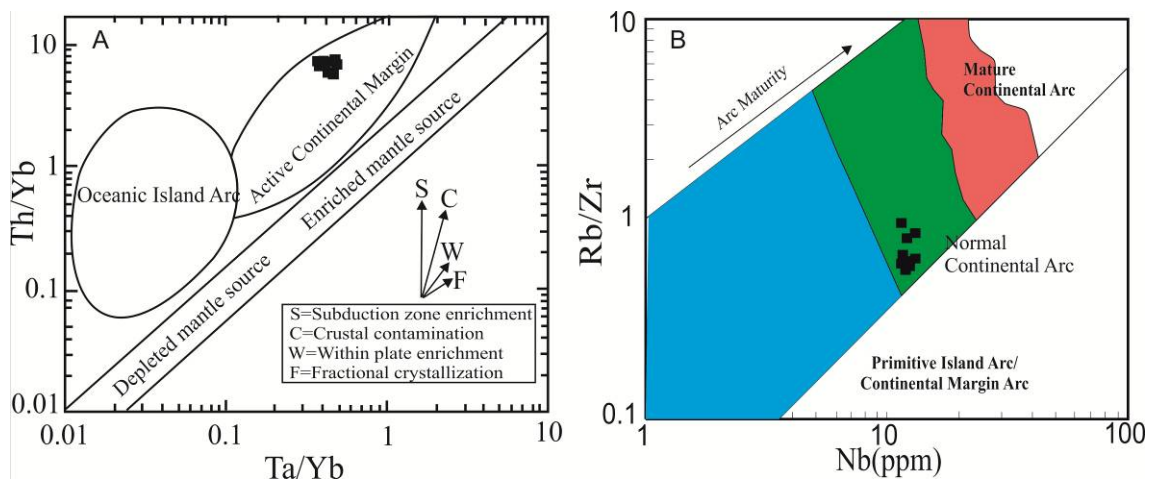 A
10
1
0.1
0.01
Th/Yb
0.01
0.1
1
10
Ta/Yb
Oceanic Island Arc
Active Continental Margin
Enriched mantle source
Depleted mantle source
S
C
W
F
S=Subduction zone enrichment
C=Crustal contamination
W=Within plate enrichment
F=Fractional crystallization
B
10
1
0.1
Rb/Zr
1
10
100
Nb(ppm)
Arc Maturity
Mature
Continental Arc
Normal
Continental Arc
Primitive Island Arc/
Continental Margin Arc